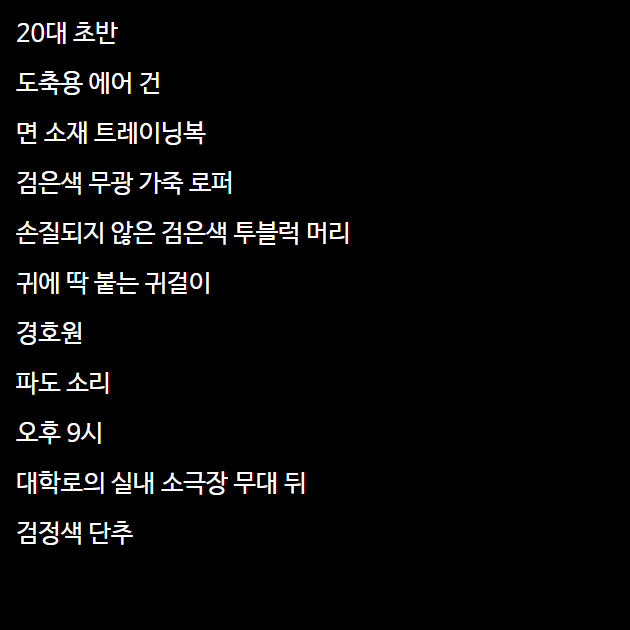 20대 초반
도축용 에어 건
면 소재 트레이닝복
검은색 무광 가죽 로퍼
손질되지 않은 검은색 투블럭 머리
귀에 딱 붙는 귀걸이
경호원
파도 소리
오후 9시
대학로의 실내 소극장 무대 뒤
검정색 단추